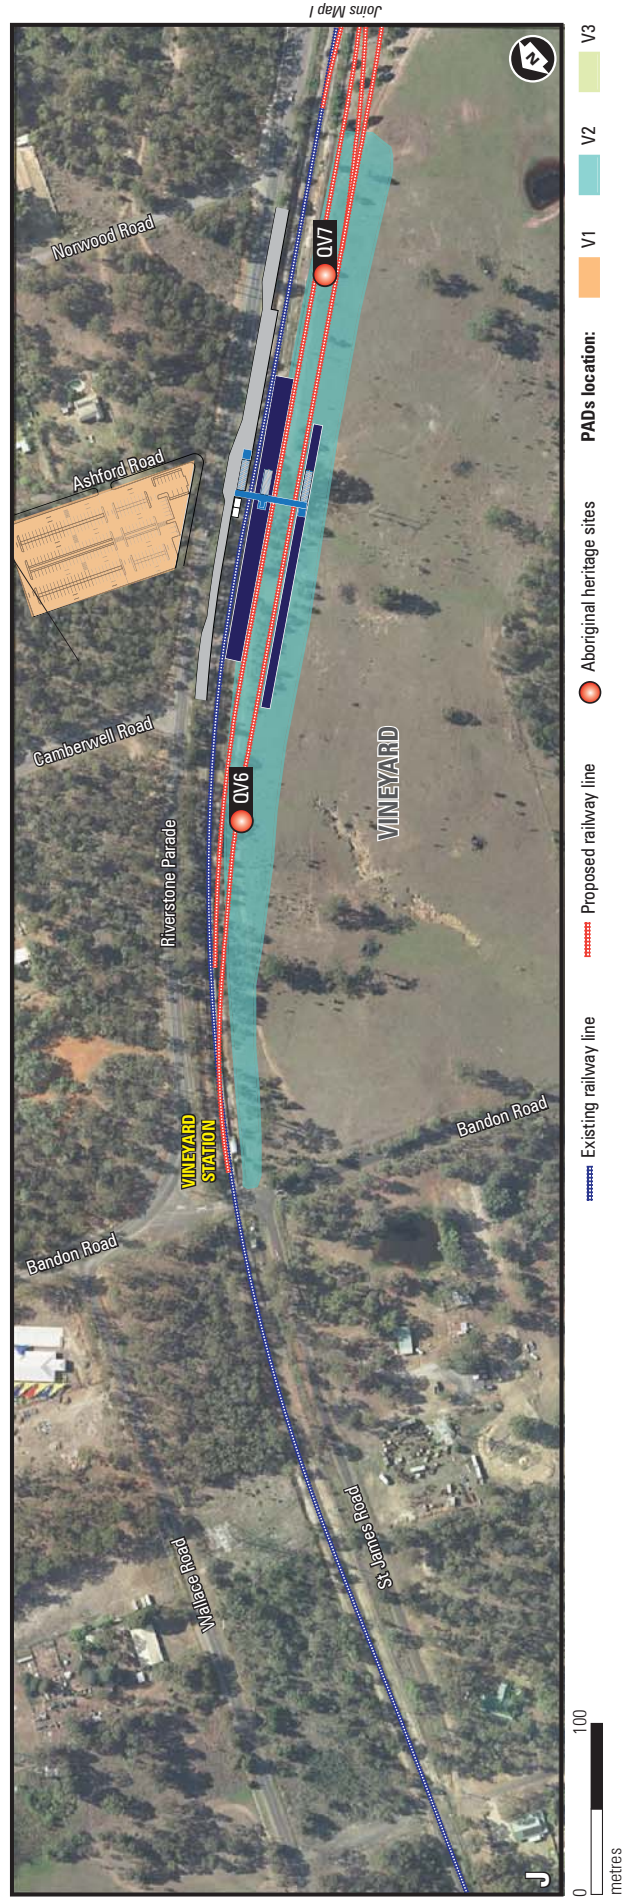 Joins Map I
N
Norwood Road
QV7
Ashford Road
Camberwell Road
QV6
Riverstone Parade
VINEYARD
VINEYARD
STATION
Bandon Road
Bandon Road
Wallace Road
St James Road
J
0
100
metres
Existing railway line
Proposed railway line
Aboriginal heritage sites
PADs location:
V1
V2
V3